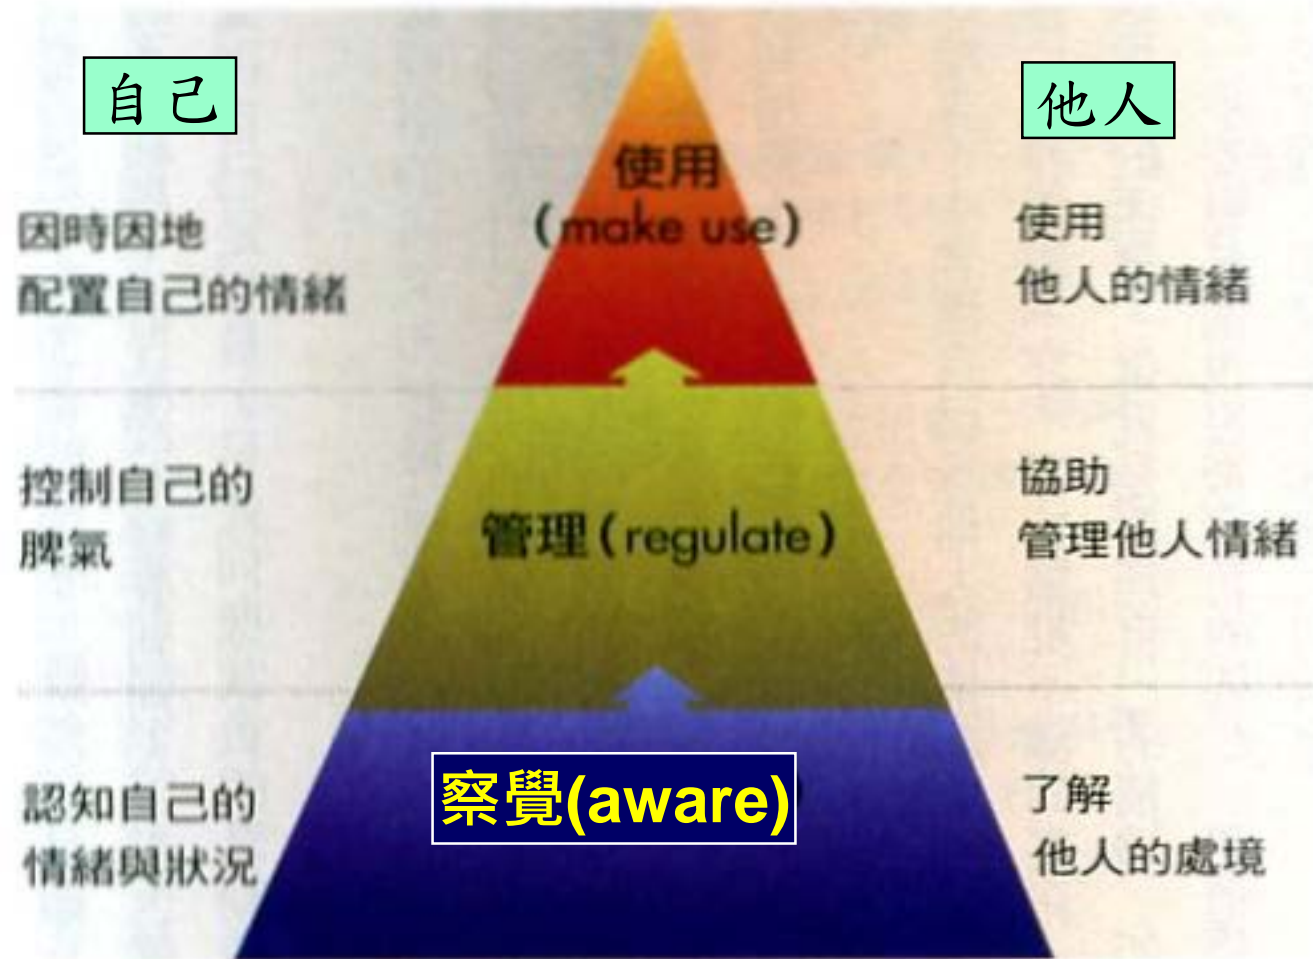 自己
他人
使用
(make use)
因時因地
配置自己的情緒
使用
他人的情緒
管理(regulate)
控制自己的
脾氣
協助
管理他人情緒
察覺(aware)
認知自己的
情緒與狀況
了解
他人的處境